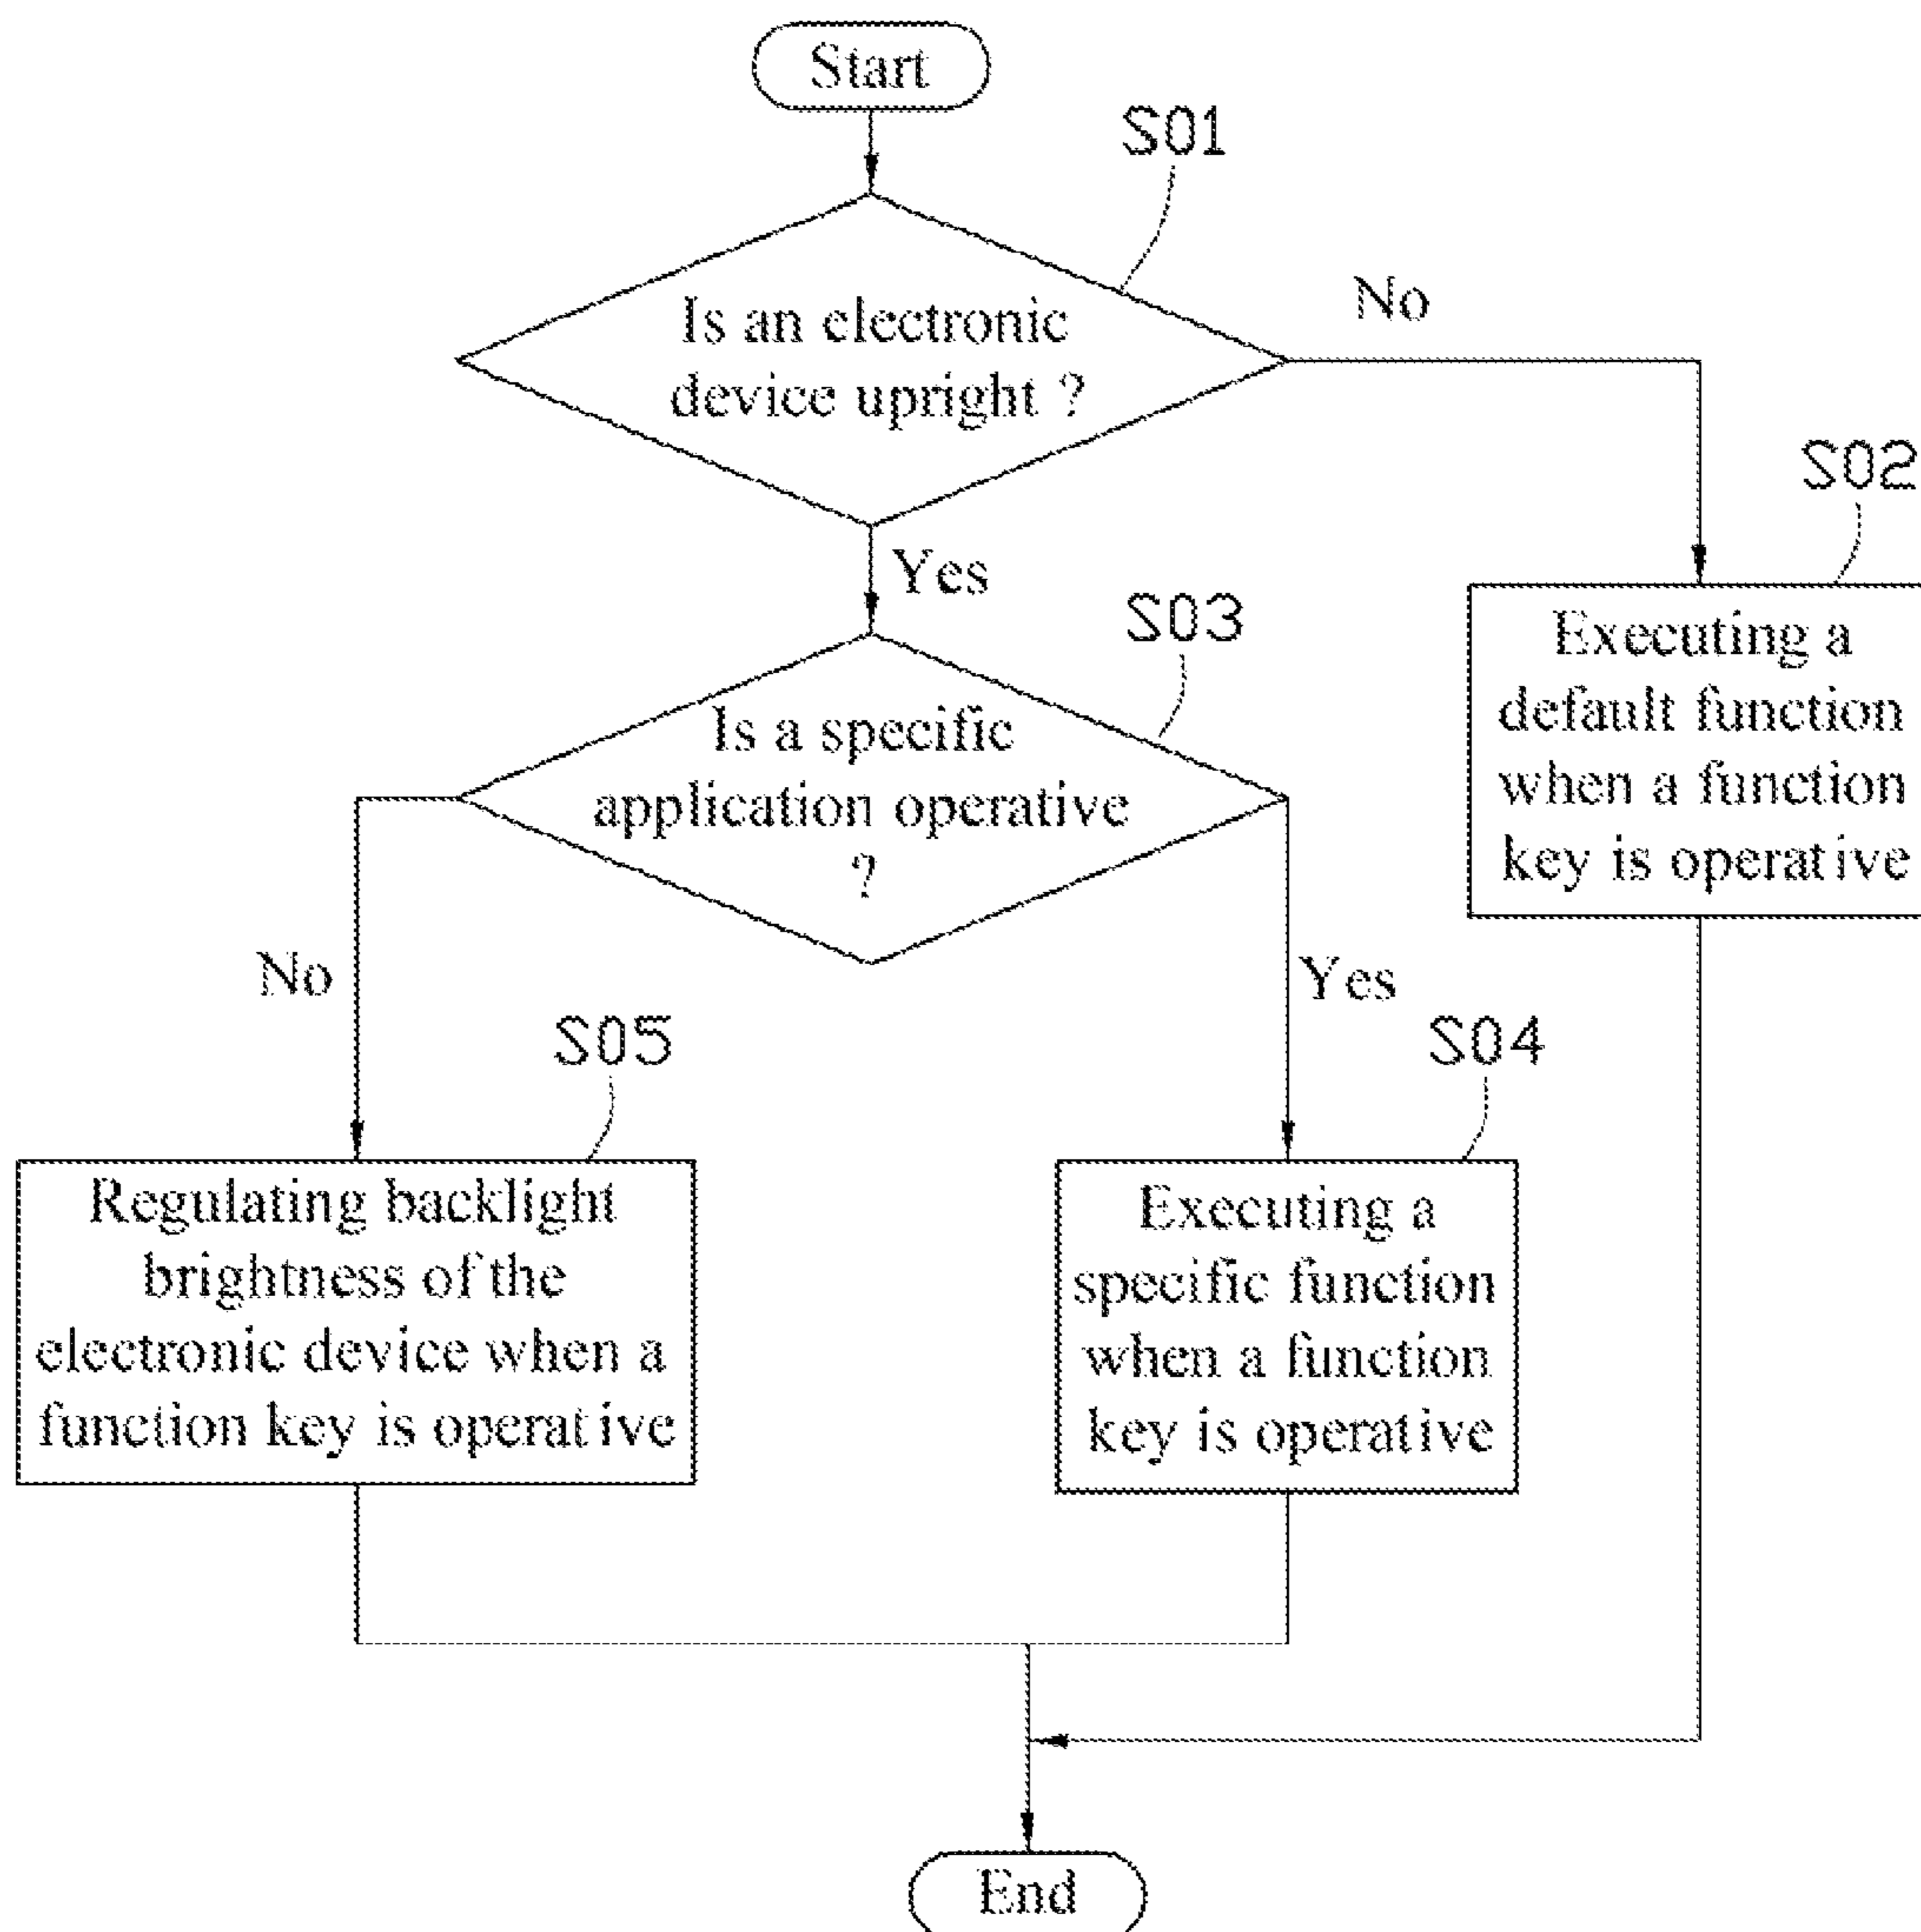 Start
S01
Is an electronic
device upright ?
No
Yes
S02
Executing a
default function
when a function
key is operative
S03
Is a specific
application operative
?
No
Yes
S05
Regulating backlight
brightness of the
electronic device when a
function key is operative
S04
Executing a
specific function
when a function
key is operative
End